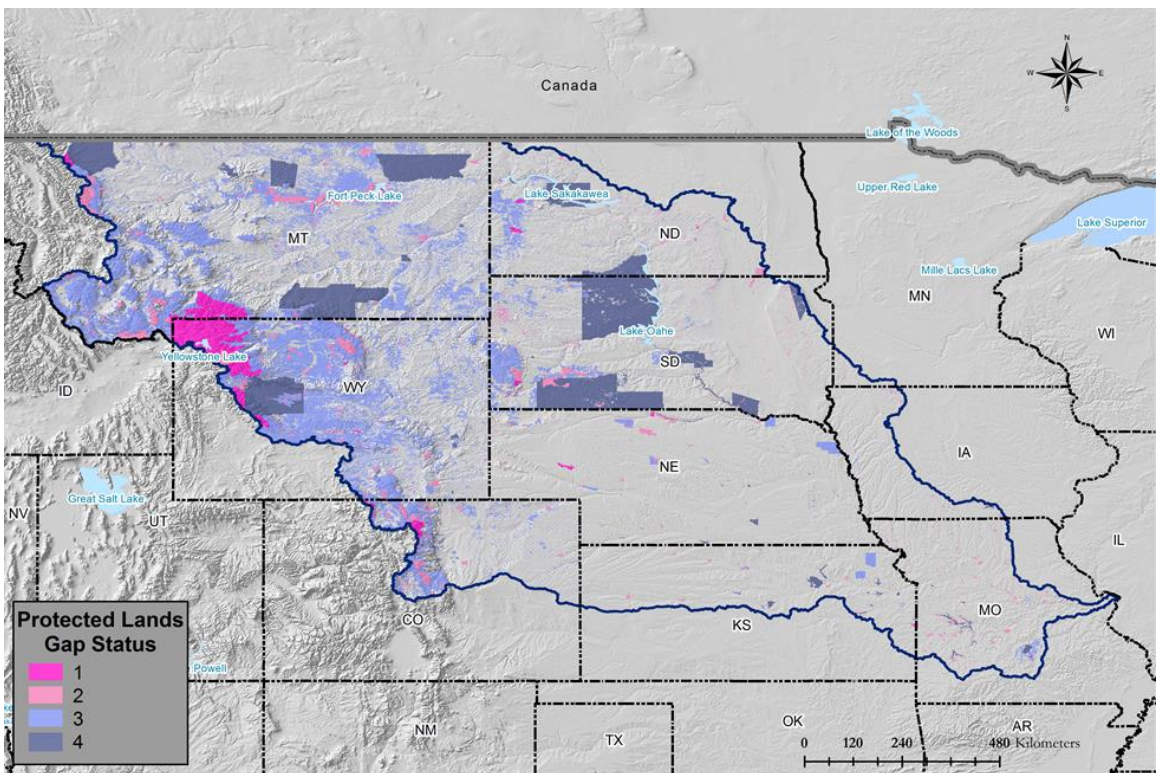 Canada
N
W
E
S
Lake of the Woods
Upper Red Lake
Lake Superior
Fort Peck Lake
Lake Sakakawea
MT
ND
Mille Lacs Lake
MN
WI
Lake Oahe
Yellowstone Lake
SD
ID
WY
NE
IA
Great Salt Lake
NV
UT
IL
MO
CO
KS
Protected Lands
Gap Status
1
2
3
4
Powell
NM
OK
TX
AR
0 120 240 480 Kilometers